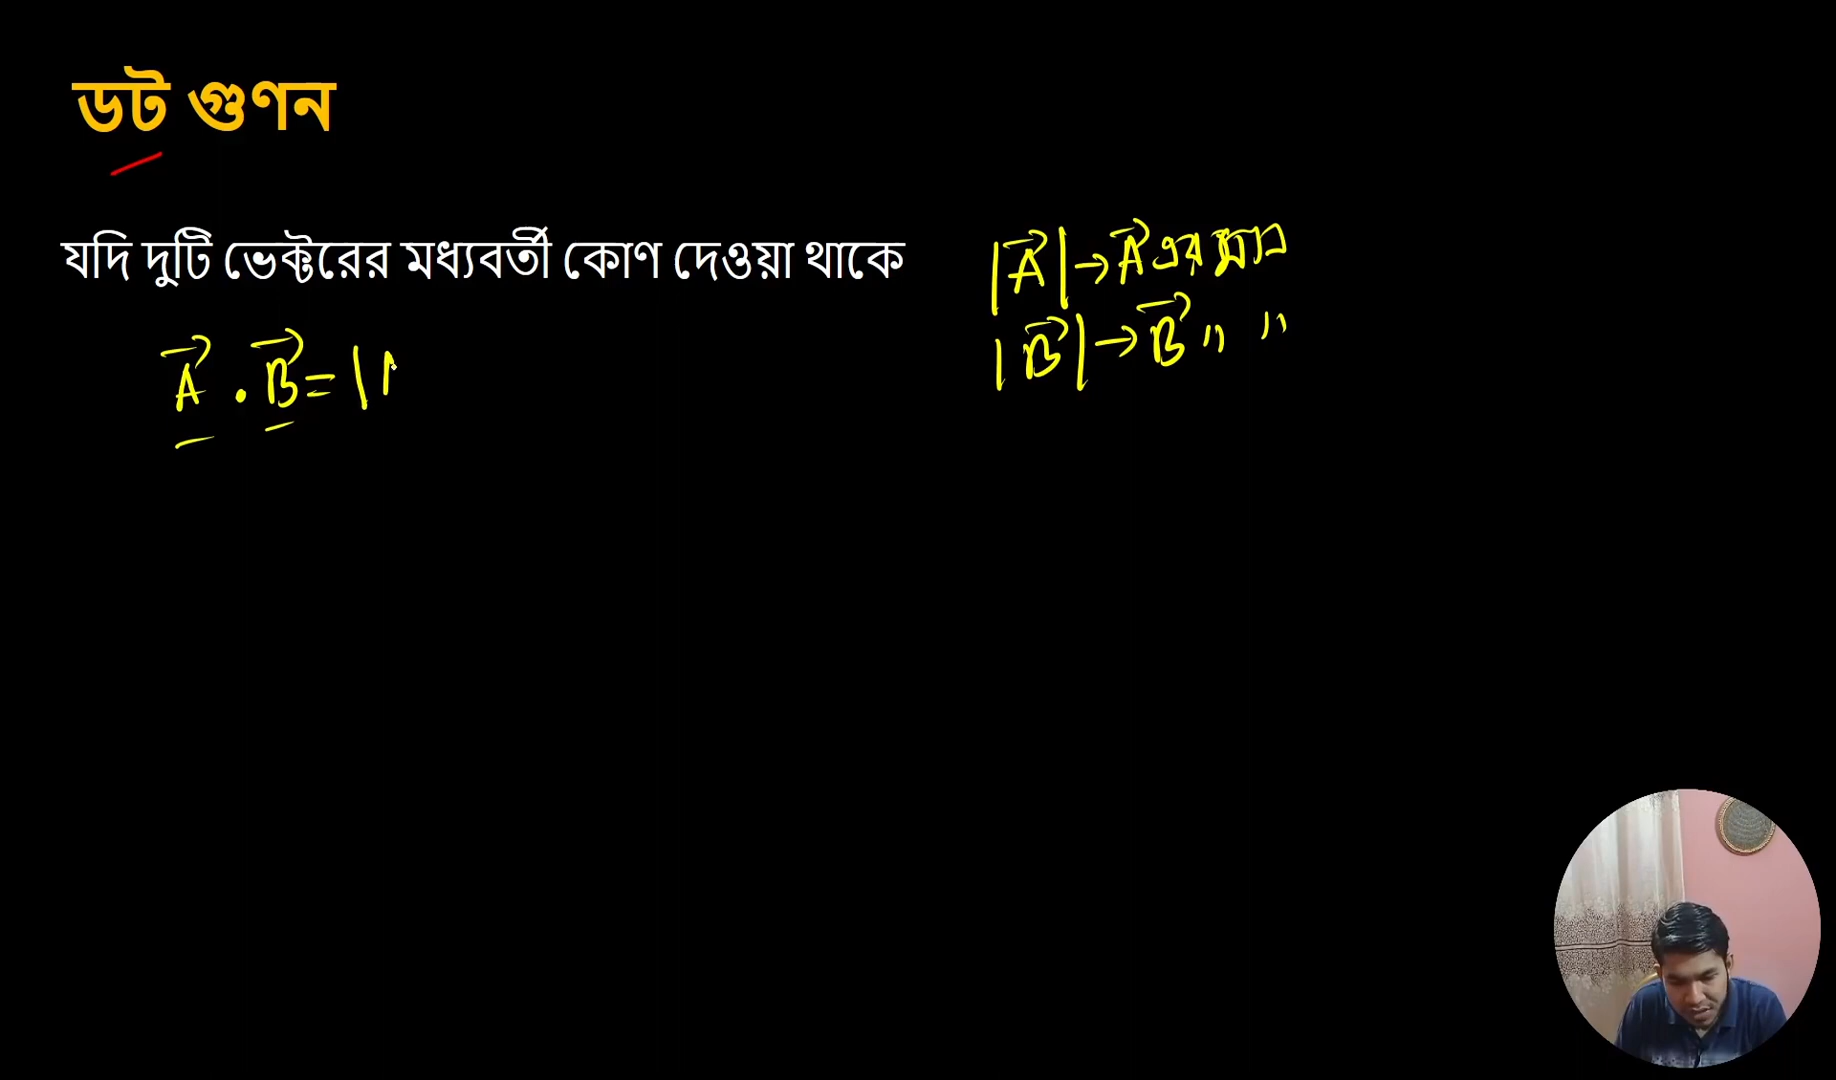 ডট গুণন
যদি দুটি ভেক্টরের মধ্যবর্তী কোণ দেওয়া থাকে
|A⃗| → A⃗ এর মান
|B⃗| → B⃗ " "
A⃗ . B⃗ = |